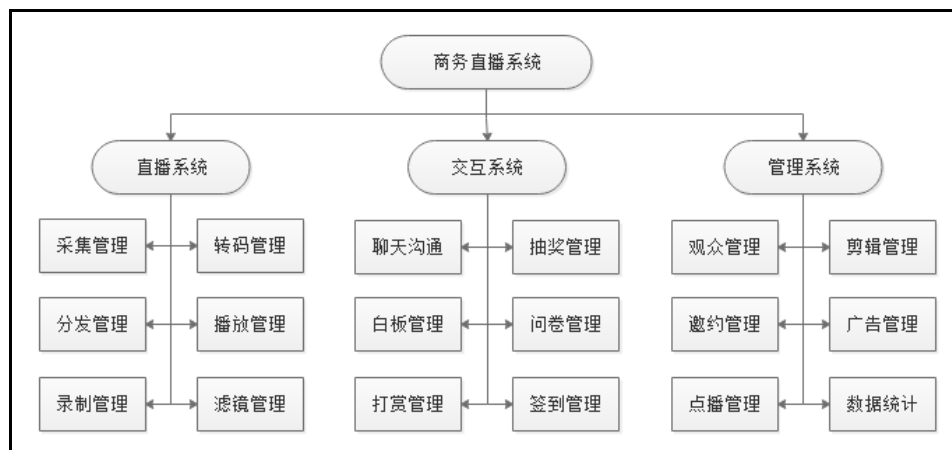 商务直播系统
直播系统
交互系统
管理系统
采集管理
转码管理
聊天沟通
抽奖管理
观众管理
剪辑管理
分发管理
播放管理
白板管理
问卷管理
邀约管理
广告管理
录制管理
滤镜管理
打赏管理
签到管理
点播管理
数据统计